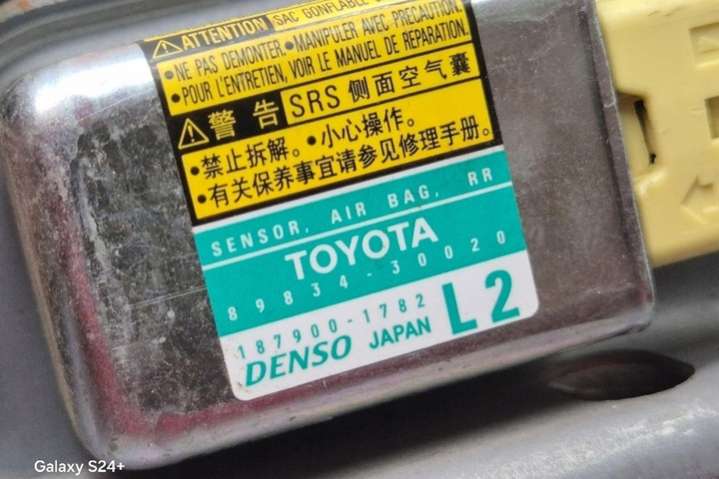 ATTENTION SAC GONFLABLE
•NE PAS DEMONTER •MANIPULER AVEC PRECAUTION.
•POUR L'ENTRETIEN, VOIR LE MANUEL DE REPARATION.
警告 SRS 侧面空气囊
•禁止拆解。•小心操作。
•有关保养事宜请参见修理手册.
SENSOR, AIR BAG, RR
TOYOTA
89834-30020
187900-1782 L2
DENSO JAPAN
Galaxy S24+